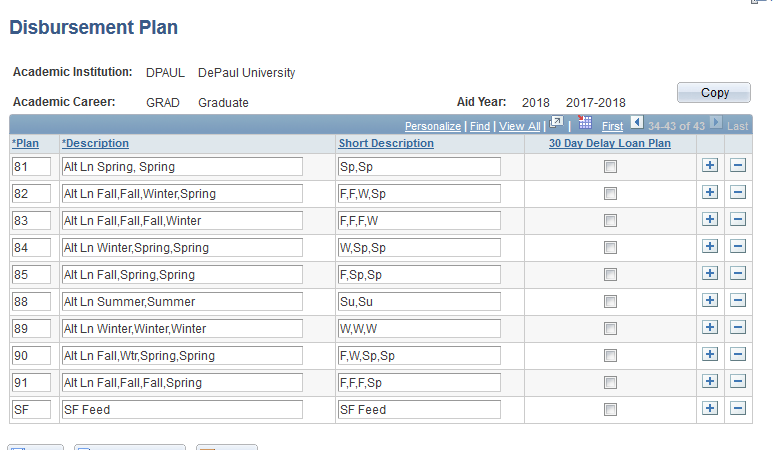 Disbursement Plan
Academic Institution: DPAUL DePaul University
Copy
Academic Career: GRAD Graduate Aid Year: 2018 2017-2018
Personalize | Find | View All | | First 34-43 of 43 Last
*Plan *Description Short Description 30 Day Delay Loan Plan
81 Alt Ln Spring, Spring Sp,Sp
82 Alt Ln Fall,Fall,Winter,Spring F,F,W,Sp
83 Alt Ln Fall,Fall,Fall,Winter F,F,F,W
84 Alt Ln Winter,Spring,Spring W,Sp,Sp
85 Alt Ln Fall,Spring,Spring F,Sp,Sp
88 Alt Ln Summer,Summer Su,Su
89 Alt Ln Winter,Winter,Winter W,W,W
90 Alt Ln Fall,Wtr,Spring,Spring F,W,Sp,Sp
91 Alt Ln Fall,Fall,Fall,Spring F,F,F,Sp
SF SF Feed SF Feed